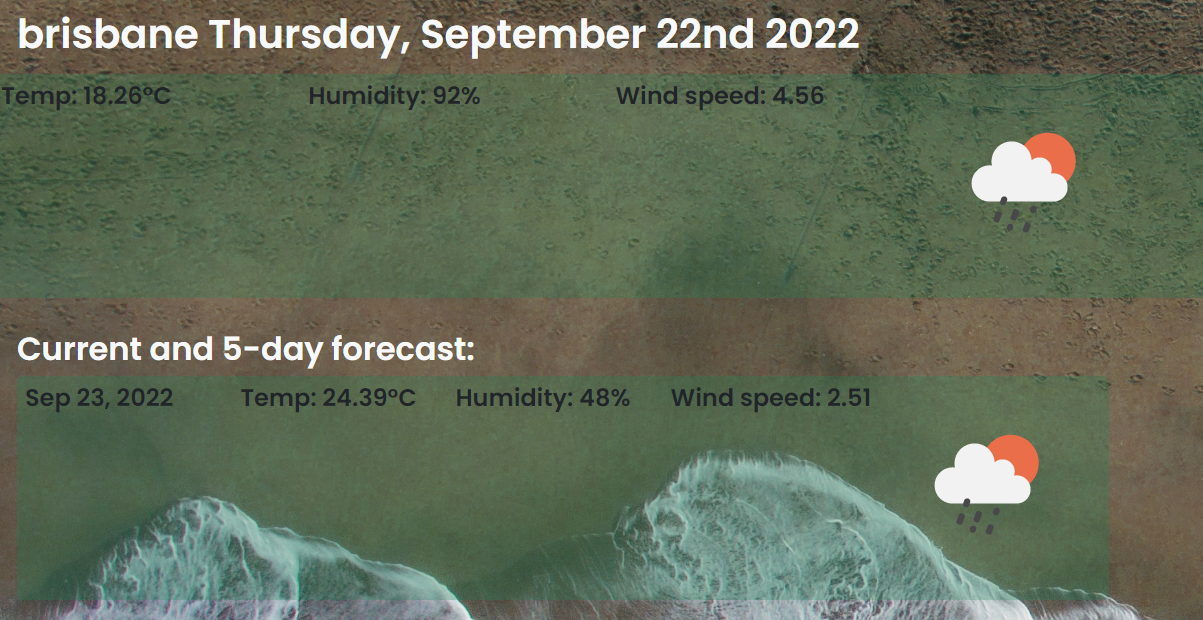 brisbane Thursday, September 22nd 2022
Temp: 18.26°C Humidity: 92% Wind speed: 4.56
Current and 5-day forecast:
Sep 23, 2022 Temp: 24.39°C Humidity: 48% Wind speed: 2.51